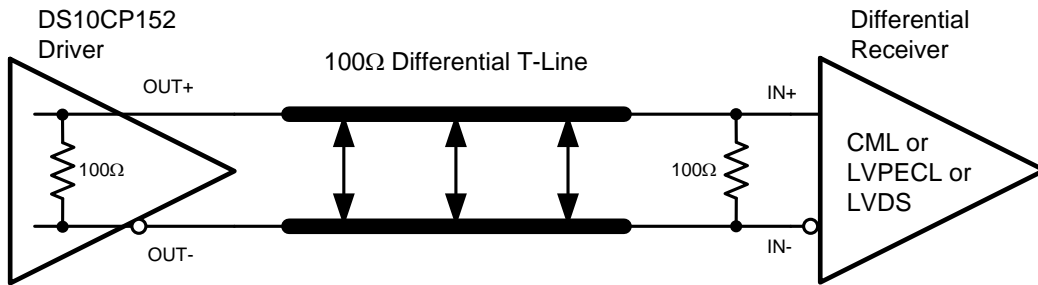 DS10CP152
Driver
Differential
Receiver
100Ω Differential T-Line
OUT+
IN+
100Ω
100Ω
CML or
LVPECL or
LVDS
OUT-
IN-